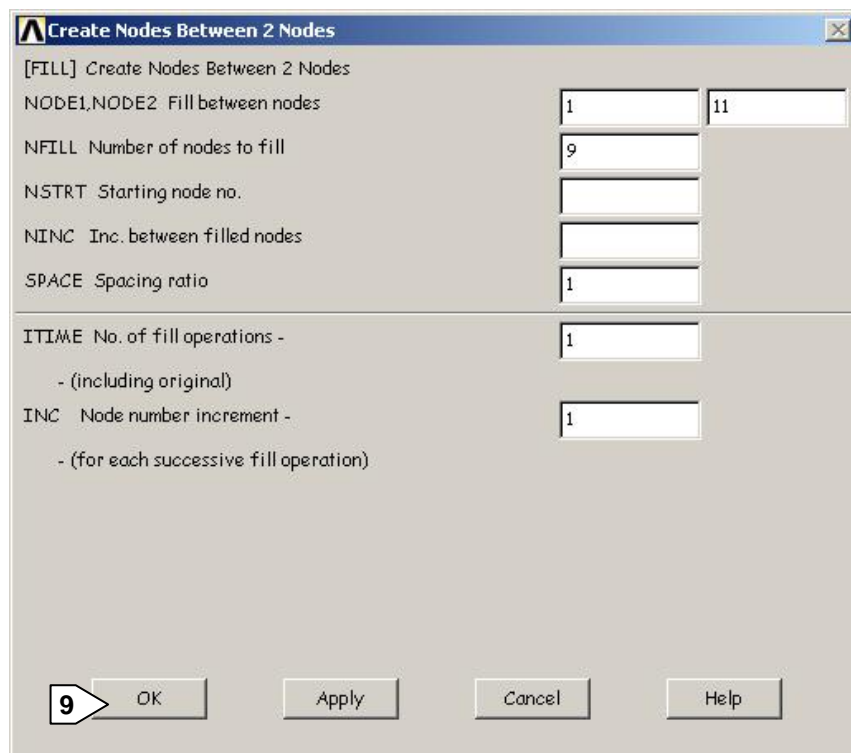 Create Nodes Between 2 Nodes
[FILL] Create Nodes Between 2 Nodes
NODE1,NODE2 Fill between nodes 1 11
NFILL Number of nodes to fill 9
NSTRT Starting node no.
NINC Inc. between filled nodes
SPACE Spacing ratio 1
ITIME No. of fill operations - 1
- (including original)
INC Node number increment - 1
- (for each successive fill operation)
9 OK Apply Cancel Help